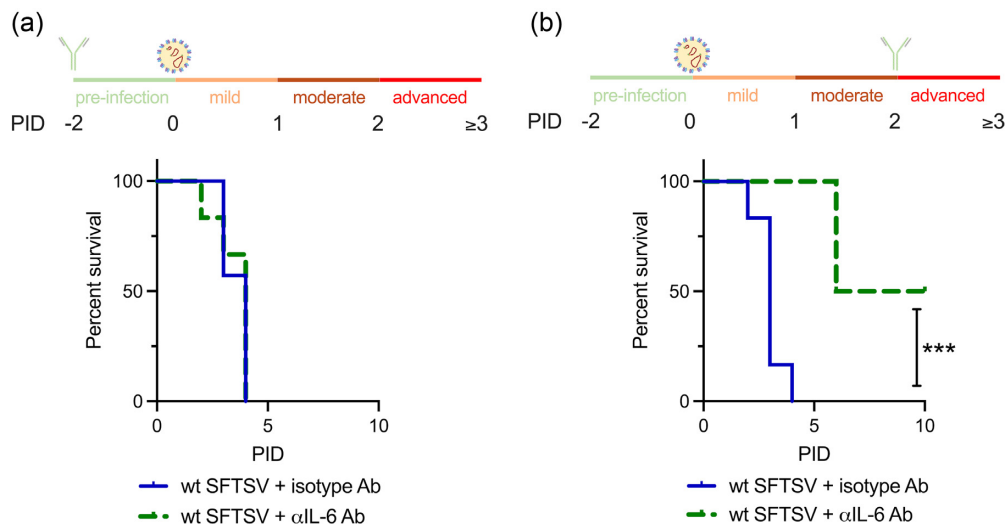 (a)
pre-infection mild moderate advanced
PID -2 0 1 2 ≥3
100
50
0
Percent survival
0 5 10
PID
wt SFTSV + isotype Ab
wt SFTSV + αIL-6 Ab
(b)
pre-infection mild moderate advanced
PID -2 0 1 2 ≥3
100
50
0
Percent survival
***
0 5 10
PID
wt SFTSV + isotype Ab
wt SFTSV + αIL-6 Ab